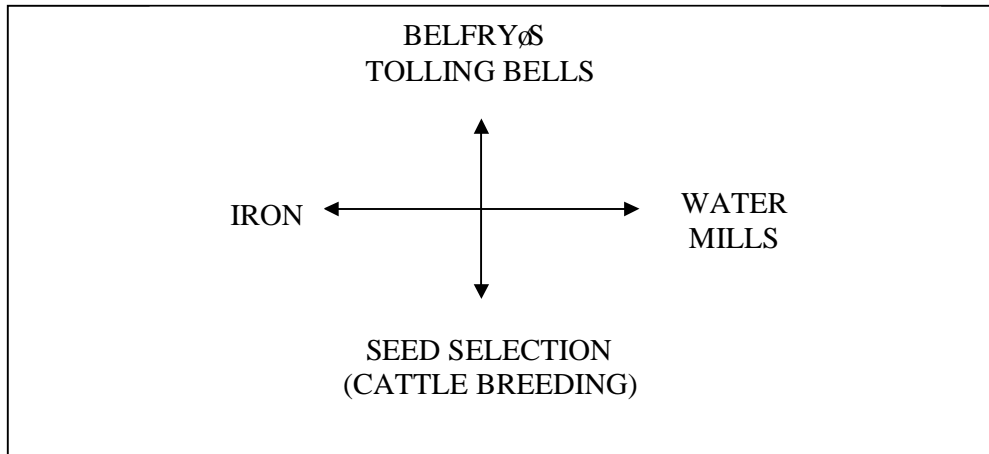 BELFRYøS
TOLLING BELLS
IRON
WATER
MILLS
SEED SELECTION
(CATTLE BREEDING)